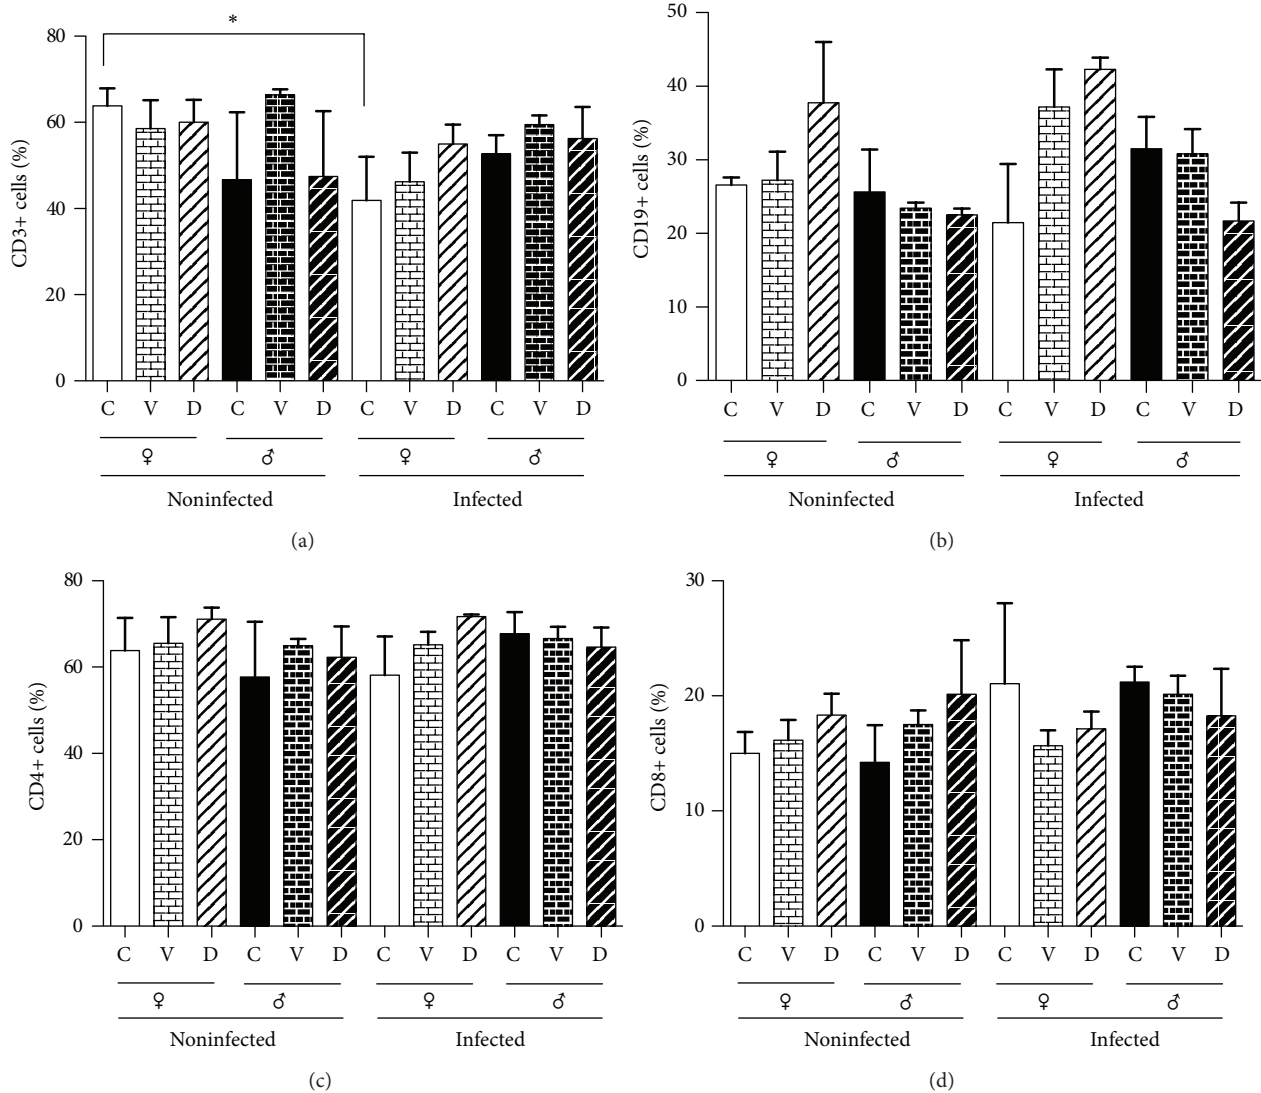 *
80
60
40
20
0
CD3+ cells (%)
C V D C V D C V D C V D
♀ ♂ ♀ ♂
Noninfected Infected
(a)
50
40
30
20
10
0
CD19+ cells (%)
C V D C V D C V D C V D
♀ ♂ ♀ ♂
Noninfected Infected
(b)
80
60
40
20
0
CD4+ cells (%)
C V D C V D C V D C V D
♀ ♂ ♀ ♂
Noninfected Infected
(c)
30
20
10
0
CD8+ cells (%)
C V D C V D C V D C V D
♀ ♂ ♀ ♂
Noninfected Infected
(d)